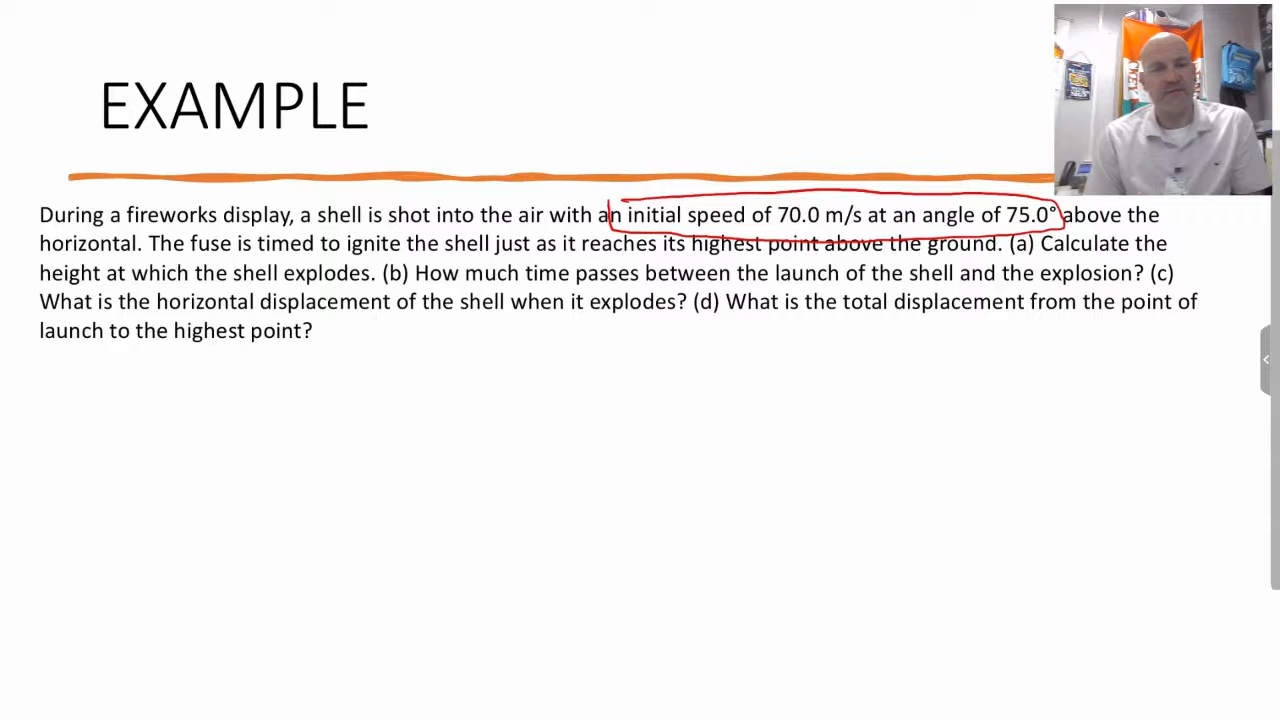 EXAMPLE
During a fireworks display, a shell is shot into the air with an initial speed of 70.0 m/s at an angle of 75.0° above the
horizontal. The fuse is timed to ignite the shell just as it reaches its highest point above the ground. (a) Calculate the
height at which the shell explodes. (b) How much time passes between the launch of the shell and the explosion? (c)
What is the horizontal displacement of the shell when it explodes? (d) What is the total displacement from the point of
launch to the highest point?